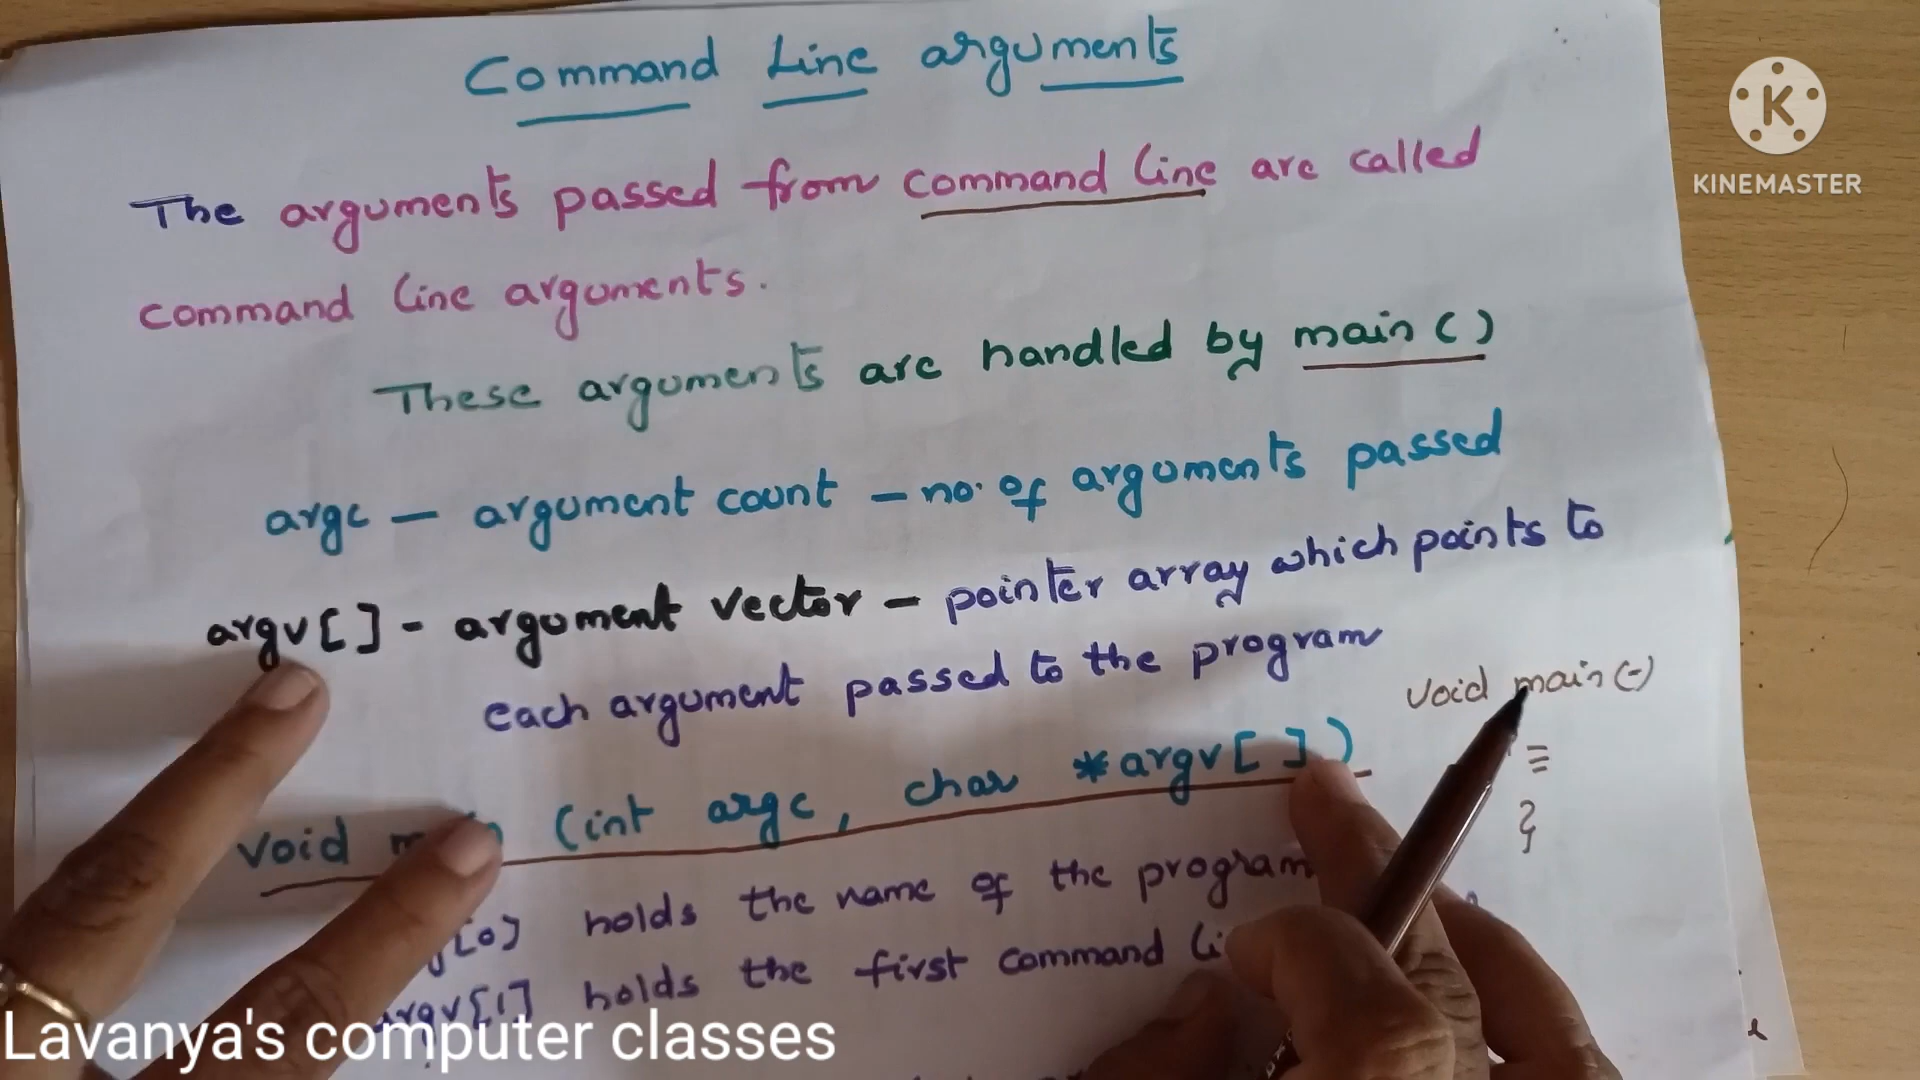 Command Line arguments
The arguments passed from command line are called
command line arguments.
These arguments are handled by main ( )
argc — argument count — no. of arguments passed
argv [ ] - argument vector — pointer array which points to
each argument passed to the program
void main (-)
}
void (int argc, char *argv [ ] )
[0] holds the name of the program
argv[1] holds the first command
KINEMASTER
Lavanya's computer classes